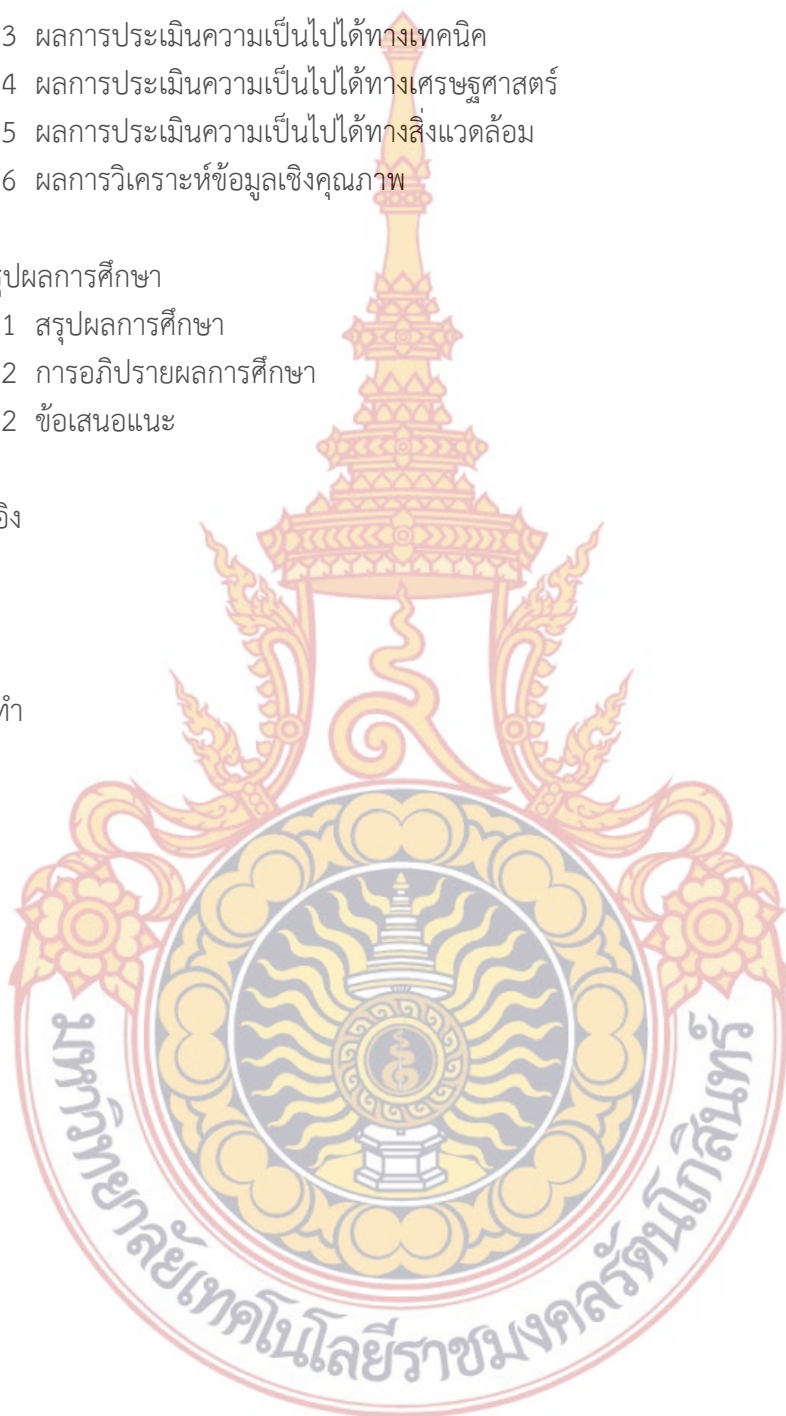 3 ผลการประเมินความเป็นไปได้ทางเทคนิค
4 ผลการประเมินความเป็นไปได้ทางเศรษฐศาสตร์
5 ผลการประเมินความเป็นไปได้ทางสิ่งแวดล้อม
6 ผลการวิเคราะห์ข้อมูลเชิงคุณภาพ
รุปผลการศึกษา
1 สรุปผลการศึกษา
2 การอภิปรายผลการศึกษา
2 ข้อเสนอแนะ
อิง
ทำ
มหาวิทยาลัยเทคโนโลยีราชมงคลรัตนโกสินทร์